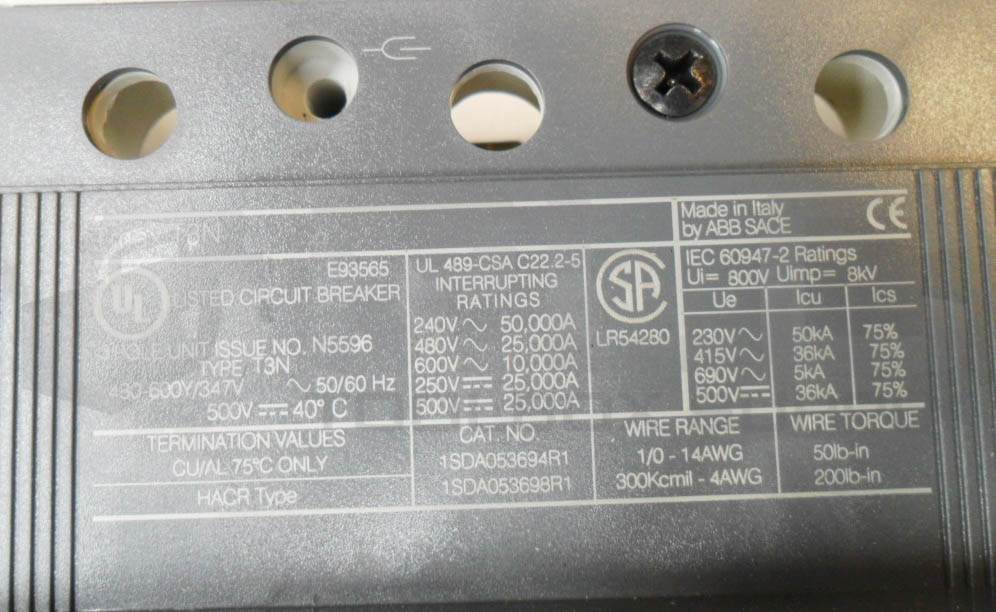 T3N
Made in Italy
by ABB SACE
CE
E93565
UL
LISTED CIRCUIT BREAKER
SINGLE UNIT ISSUE NO. N5596
TYPE T3N
480 600Y/347V ~ 50/60 Hz
500V ⎓ 40° C
UL 489-CSA C22.2-5
INTERRUPTING
RATINGS
240V ~ 50,000A
480V ~ 25,000A
600V ~ 10,000A
250V ⎓ 25,000A
500V ⎓ 25,000A
SA
LR54280
IEC 60947-2 Ratings
Ui= 800V Uimp= 8kV
Ue Icu Ics
230V ~ 50kA 75%
415V ~ 36kA 75%
690V ~ 5kA 75%
500V ⎓ 36kA 75%
TERMINATION VALUES
CU/AL 75°C ONLY
HACR Type
CAT. NO.
1SDA053694R1
1SDA053698R1
WIRE RANGE
1/0 - 14AWG
300Kcmil - 4AWG
WIRE TORQUE
50lb-in
200lb-in